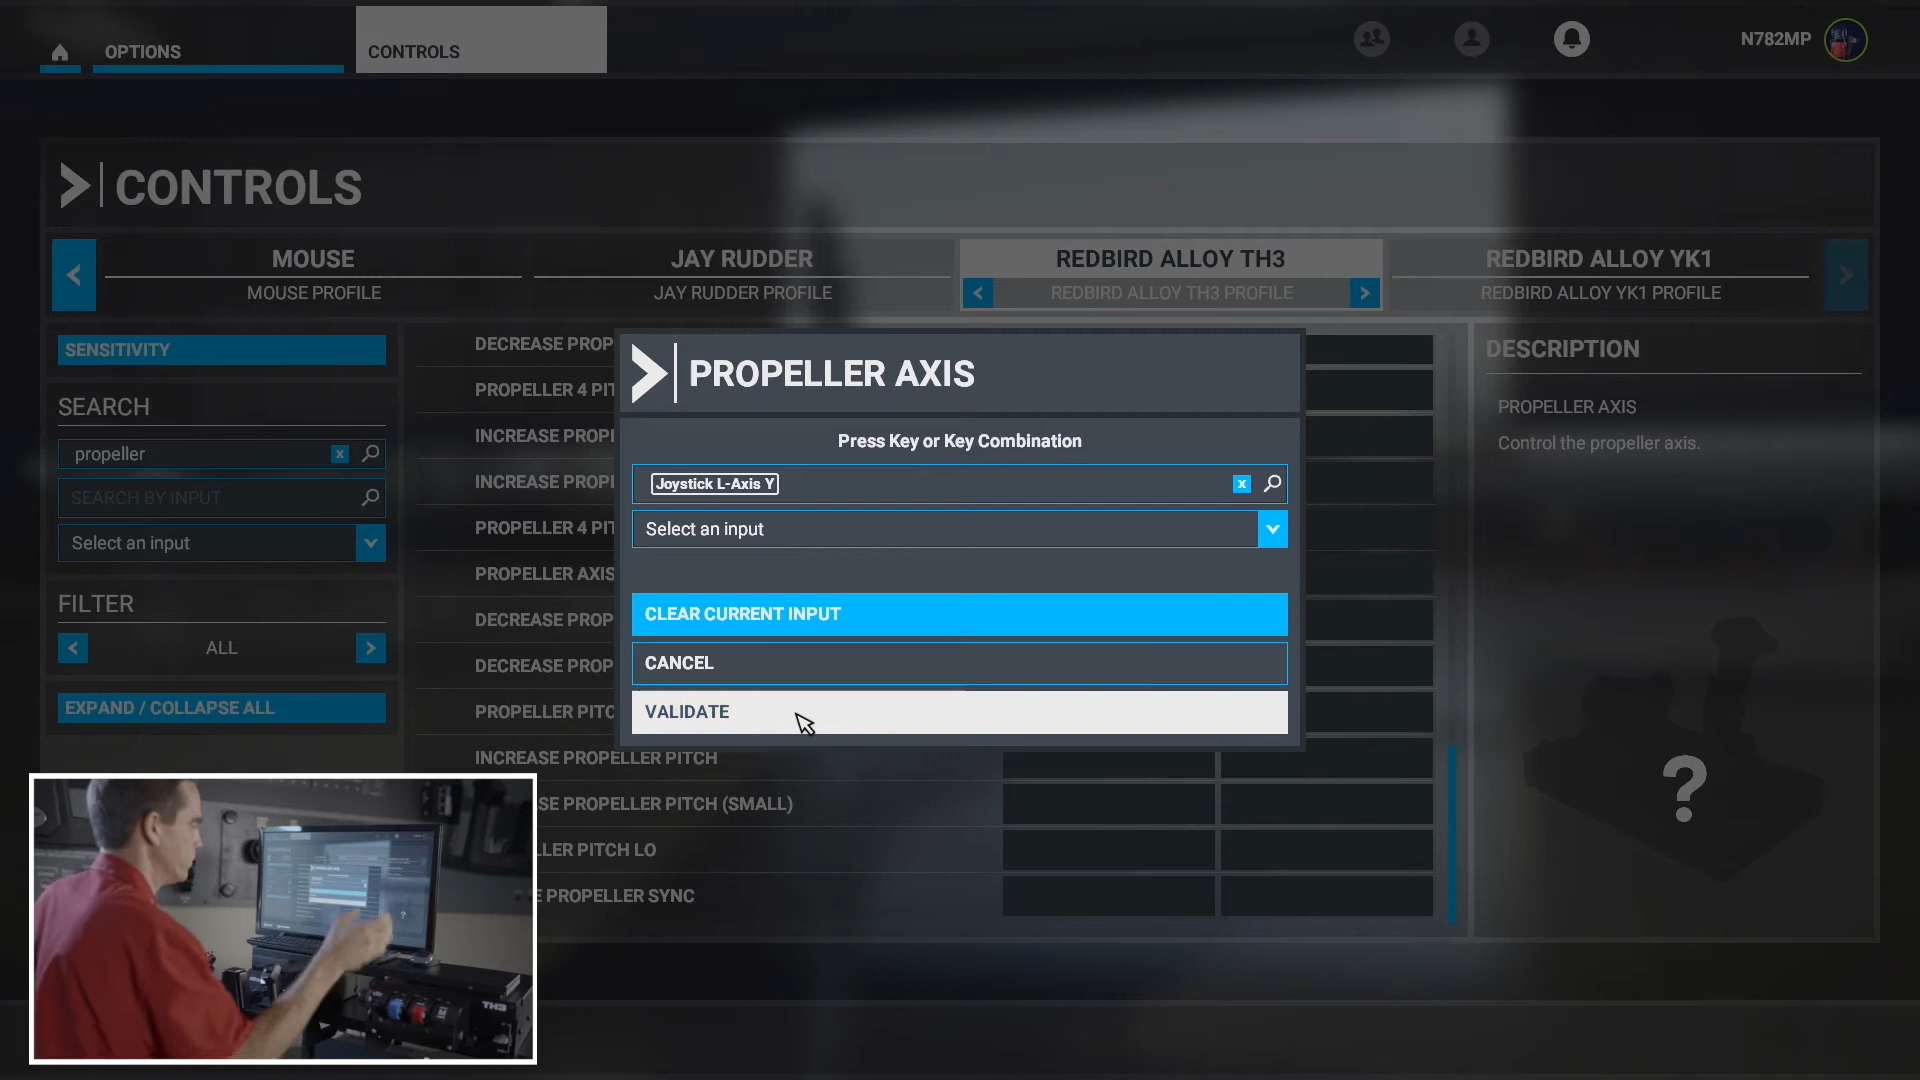 OPTIONS
CONTROLS
N782MP
CONTROLS
MOUSE
MOUSE PROFILE
JAY RUDDER
JAY RUDDER PROFILE
REDBIRD ALLOY TH3
REDBIRD ALLOY TH3 PROFILE
REDBIRD ALLOY YK1
REDBIRD ALLOY YK1 PROFILE
SENSITIVITY
SEARCH
propeller
x
SEARCH BY INPUT
Select an input
FILTER
ALL
EXPAND / COLLAPSE ALL
DECREASE PROP
PROPELLER 4 PIT
INCREASE PROP
INCREASE PROP
PROPELLER 4 PIT
PROPELLER AXIS
DECREASE PROP
DECREASE PROP
PROPELLER PITC
INCREASE PROPELLER PITCH
SE PROPELLER PITCH (SMALL)
LLER PITCH LO
E PROPELLER SYNC
PROPELLER AXIS
Press Key or Key Combination
Joystick L-Axis Y
x
Select an input
CLEAR CURRENT INPUT
CANCEL
VALIDATE
DESCRIPTION
PROPELLER AXIS
Control the propeller axis.
?
TH3